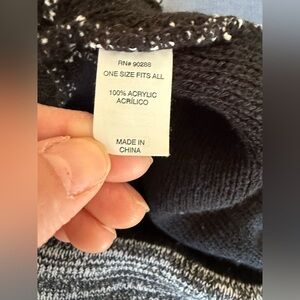 RN# 90288
ONE SIZE FITS ALL
100% ACRYLIC
ACRÍLICO
MADE IN
CHINA